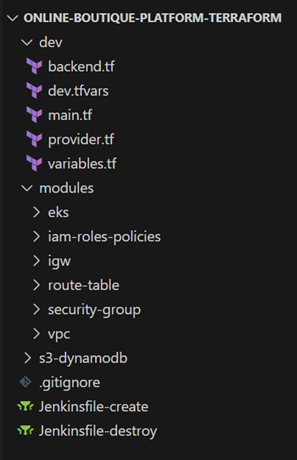 ONLINE-BOUTIQUE-PLATFORM-TERRAFORM
dev
backend.tf
dev.tfvars
main.tf
provider.tf
variables.tf
modules
eks
iam-roles-policies
igw
route-table
security-group
vpc
s3-dynamodb
.gitignore
Jenkinsfile-create
Jenkinsfile-destroy